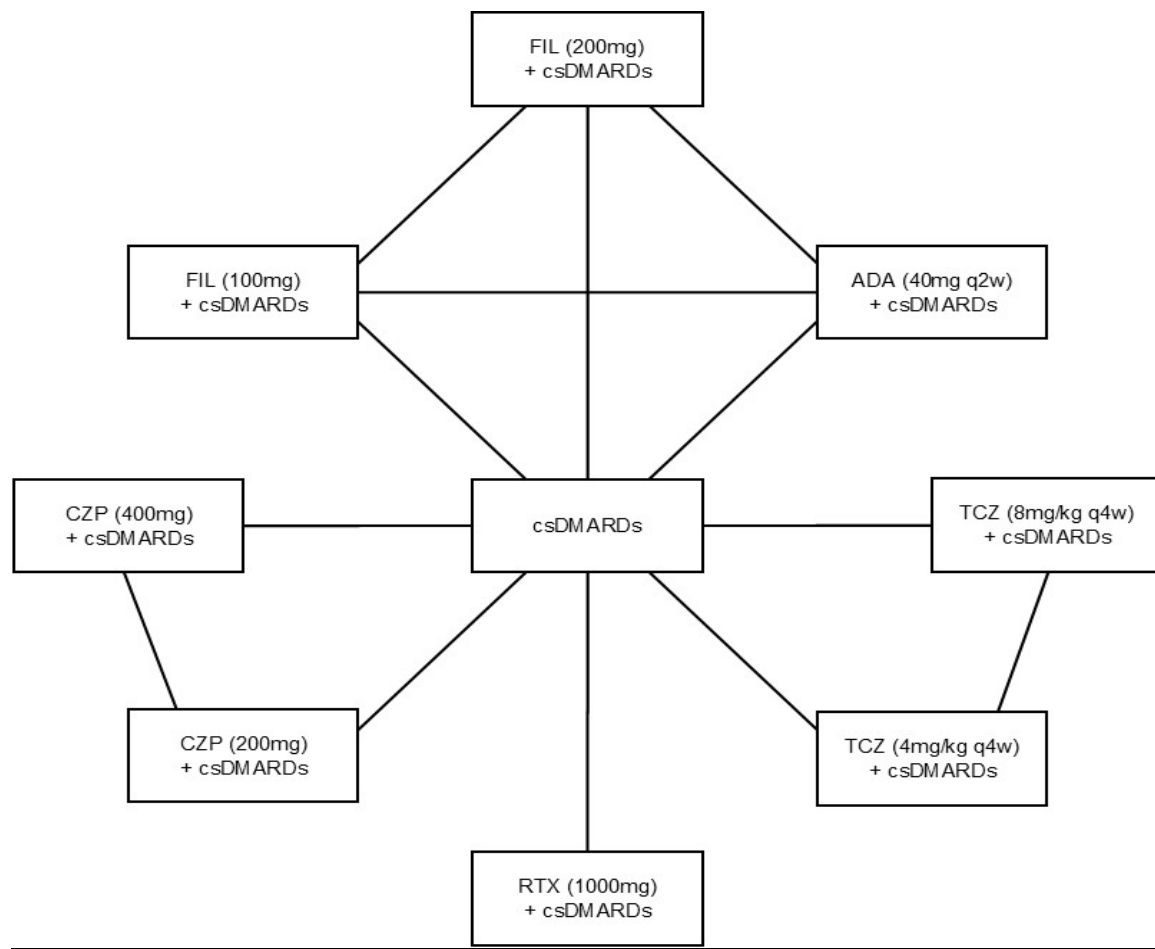 FIL (200mg)
+ csDMARDs
FIL (100mg)
+ csDMARDs
ADA (40mg q2w)
+ csDMARDs
CZP (400mg)
+ csDMARDs
csDMARDs
TCZ (8mg/kg q4w)
+ csDMARDs
CZP (200mg)
+ csDMARDs
TCZ (4mg/kg q4w)
+ csDMARDs
RTX (1000mg)
+ csDMARDs